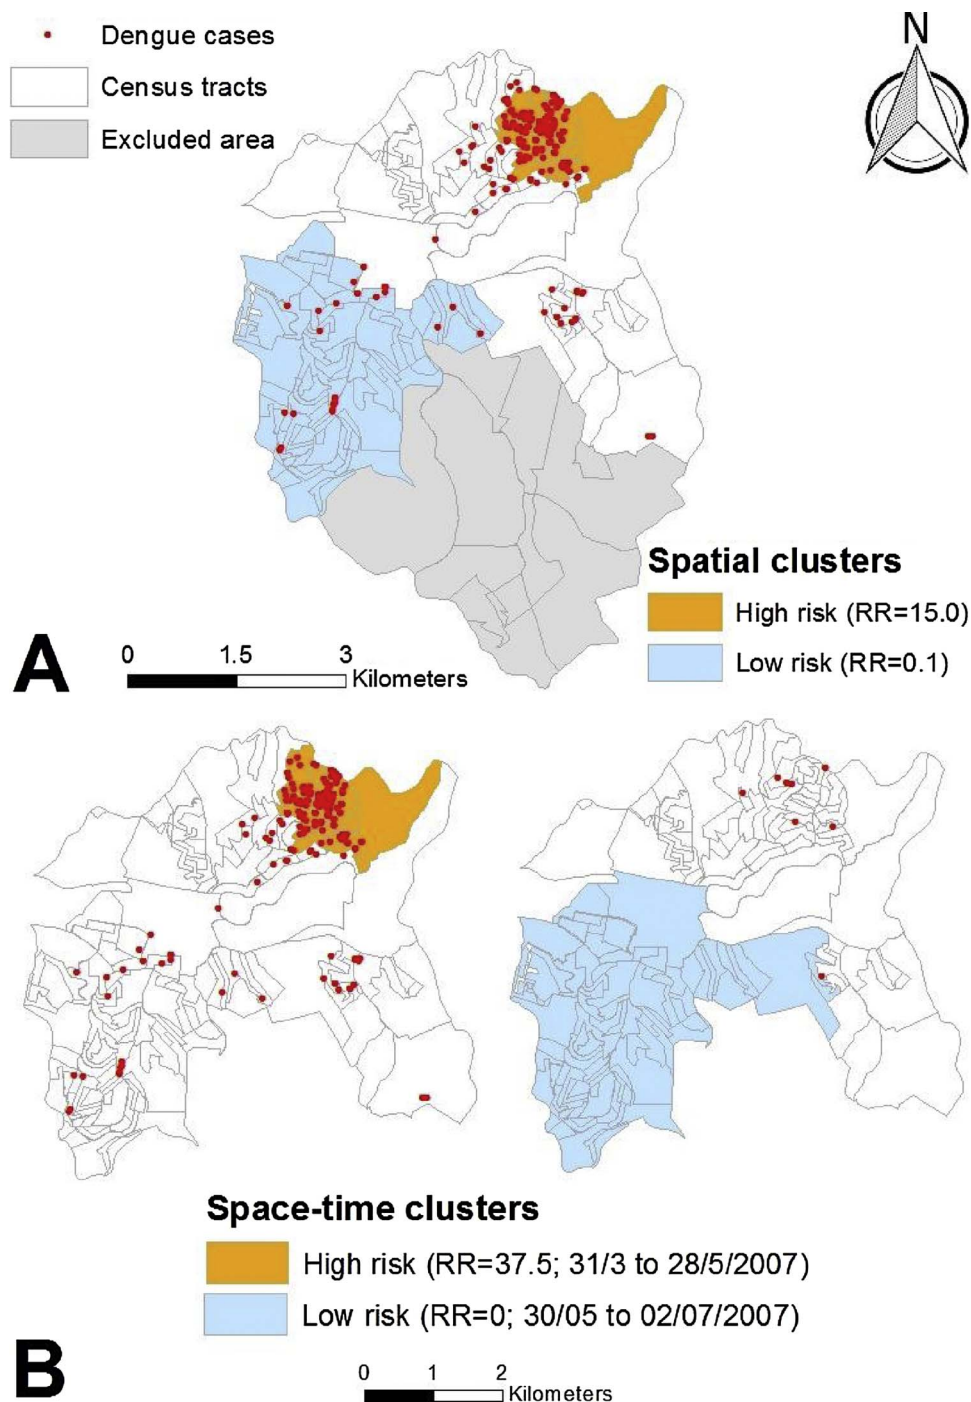 Dengue cases
Census tracts
Excluded area
N
Spatial clusters
High risk (RR=15.0)
Low risk (RR=0.1)
A
0 1.5 3
Kilometers
Space-time clusters
High risk (RR=37.5; 31/3 to 28/5/2007)
Low risk (RR=0; 30/05 to 02/07/2007)
B
0 1 2
Kilometers